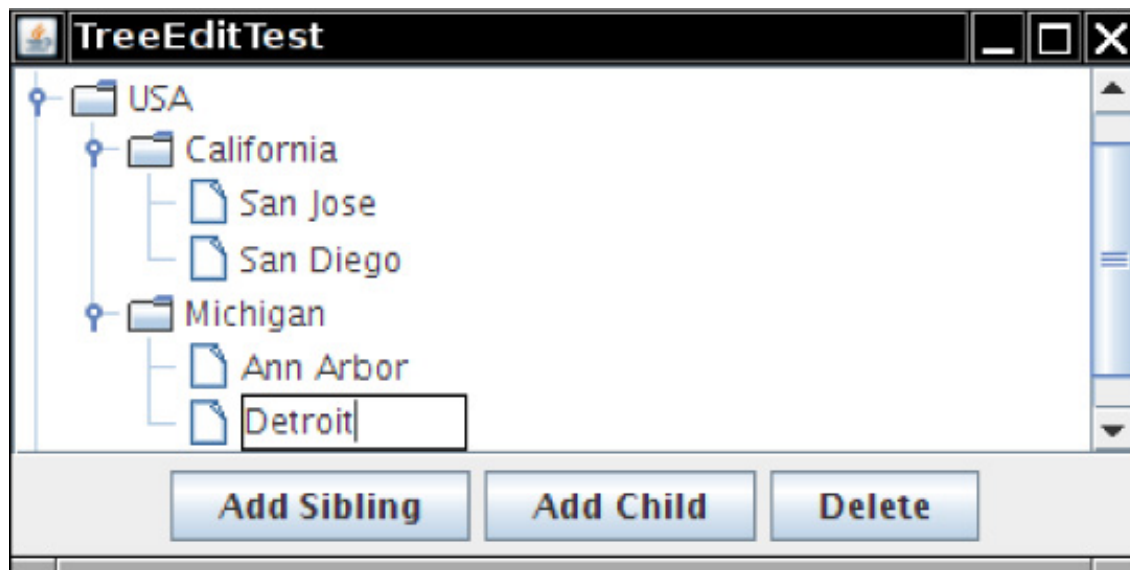 TreeEditTest
USA
California
San Jose
San Diego
Michigan
Ann Arbor
Detroit
Add Sibling Add Child Delete